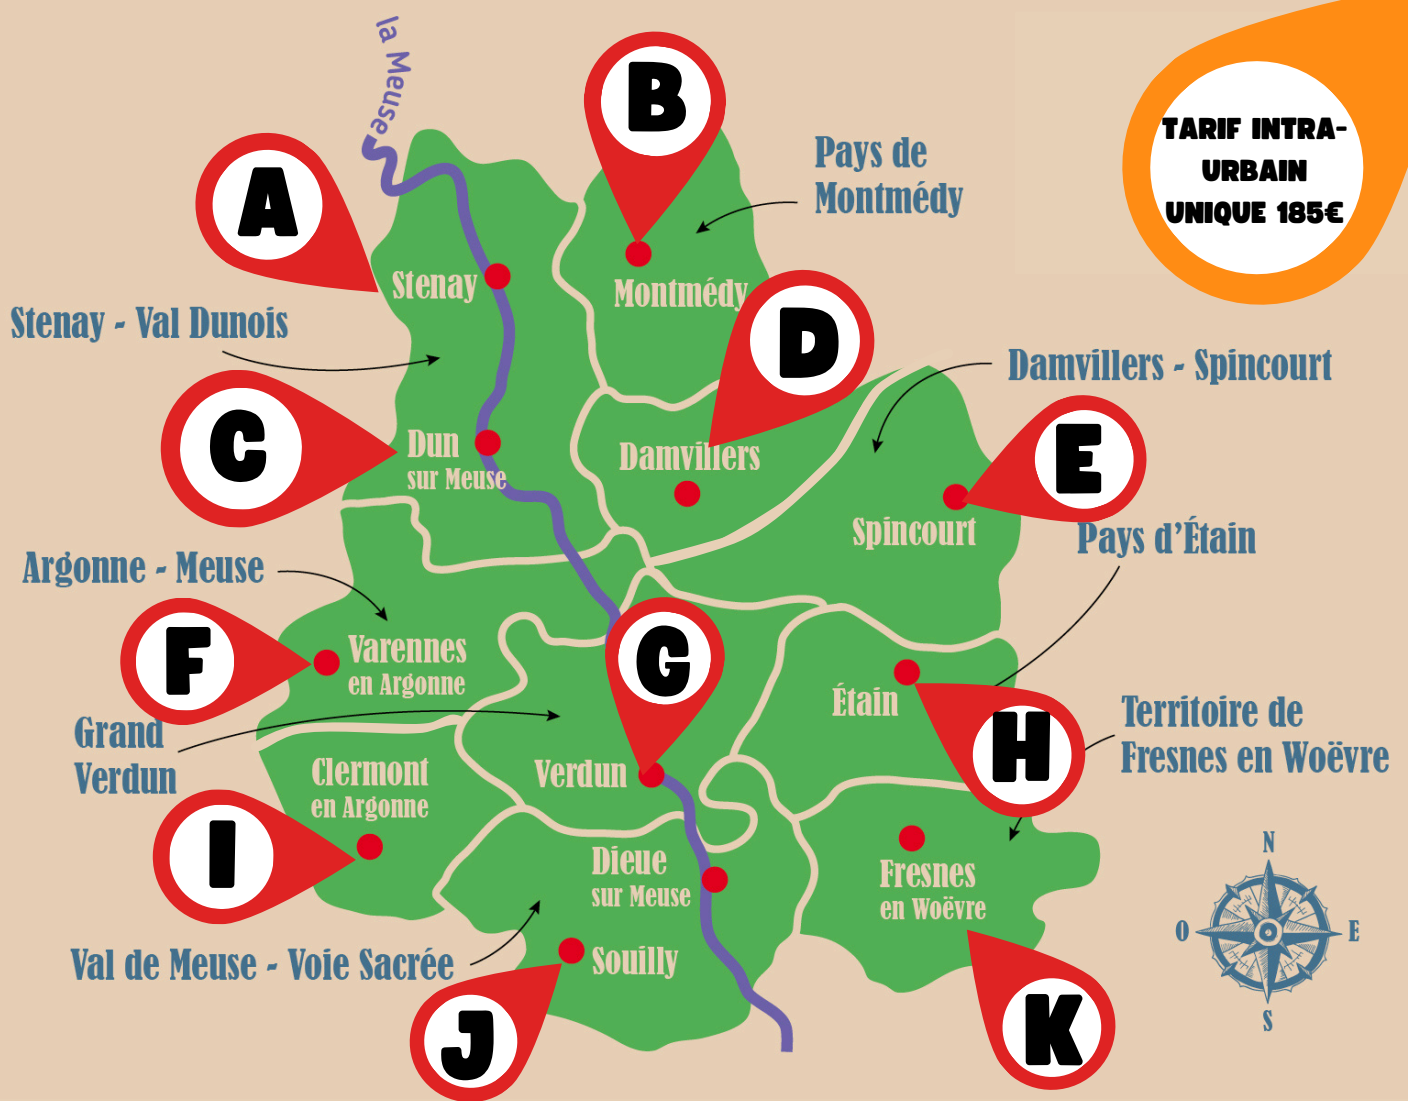 la Meuse
B
TARIF INTRA-
URBAIN
UNIQUE 185€
Pays de
Montmédy
A
Stenay
Montmédy
Stenay - Val Dunois
D
Damvillers - Spincourt
C
Dun
sur Meuse
Damvillers
E
Spincourt
Pays d'Étain
Argonne - Meuse
F
Varennes
en Argonne
G
Étain
Grand
Verdun
H
Territoire de
Fresnes en Woëvre
Clermont
en Argonne
Verdun
I
Dieue
sur Meuse
Fresnes
en Woëvre
N
O
E
S
Val de Meuse - Voie Sacrée
Souilly
J
K